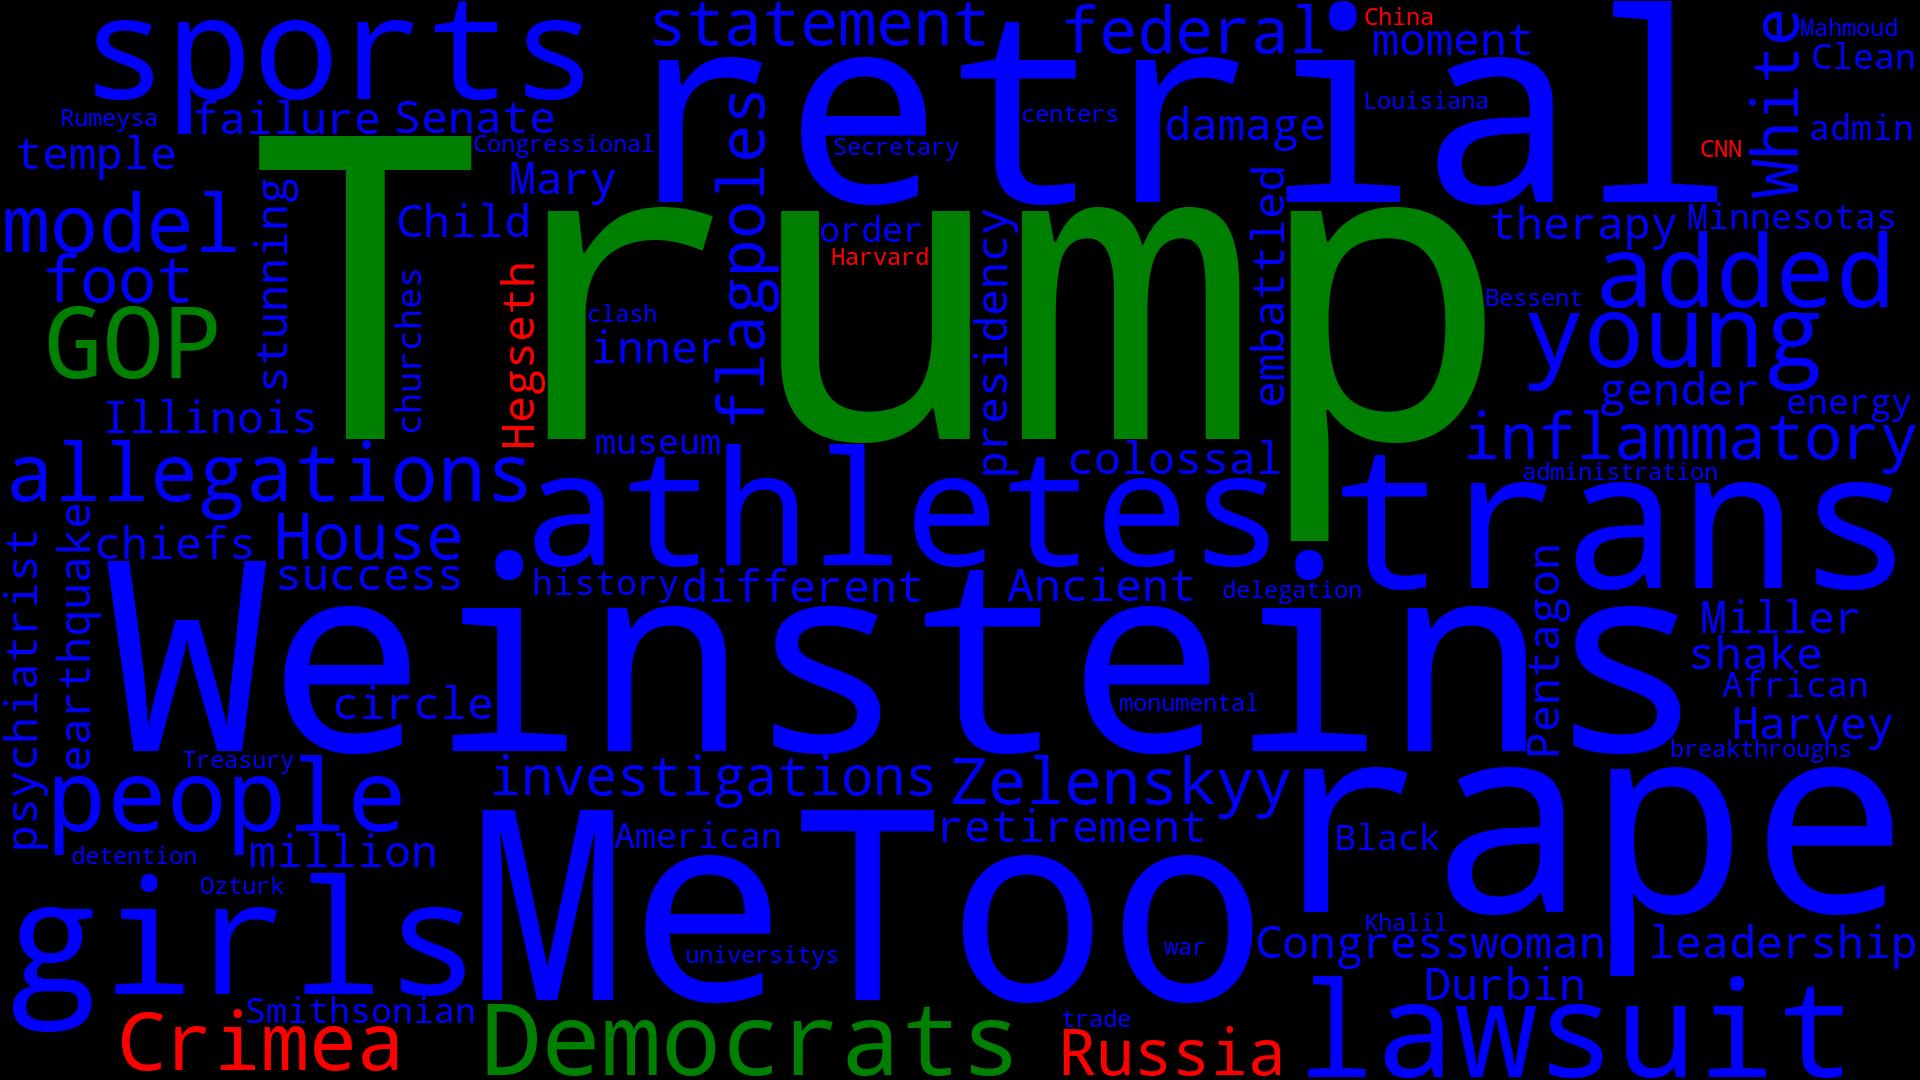 sports
statement
federal
China
moment
White
Mahmoud
Clean
retrial
Rumeysa
failure
Senate
centers
damage
Louisiana
admin
temple
Congressional
Secretary
CNN
Mary
flagpoles
model
stunning
Trump
Child
order
Harvard
presidency
embattled
therapy
Minnesotas
foot
churches
Hegseth
clash
inner
added
Bessent
young
GOP
gender
energy
Illinois
museum
colossal
inflammatory
administration
allegations
athletes
trans
psychiatrist
earthquake
chiefs
House
success
history
different
Ancient
delegation
Pentagon
Miller
shake
African
Weinsteins
circle
monumental
Harvey
breakthroughs
Treasury
people
investigations
Zelenskyy
rape
detention
million
American
retirement
Black
Ozturk
girls
MeToo
universitys
war
Khalil
Congresswoman
leadership
Durbin
Smithsonian
Crimea
Democrats
trade
Russia
lawsuit